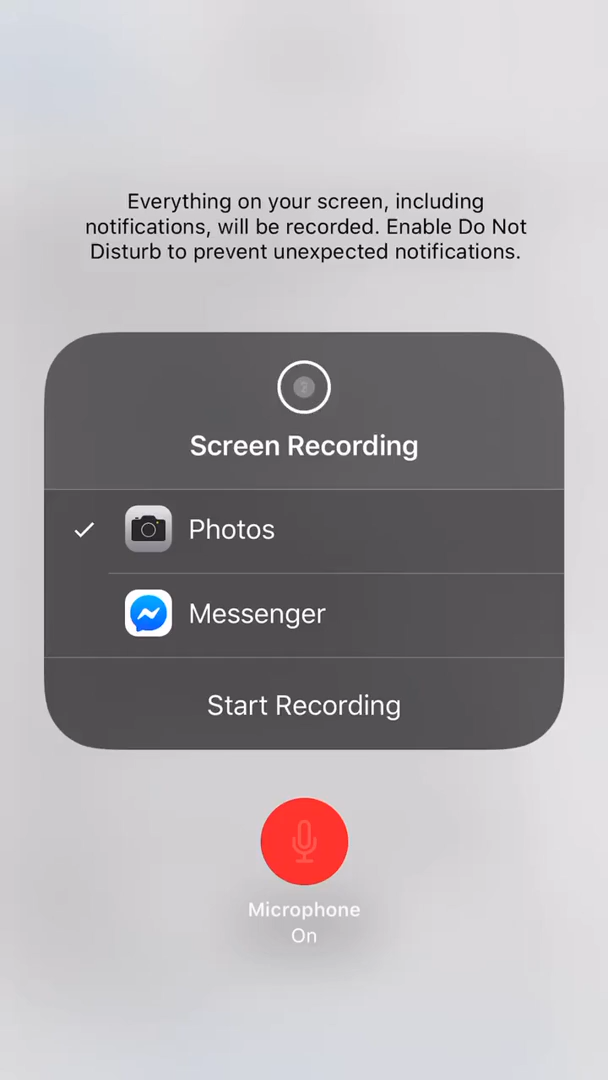 Everything on your screen, including
notifications, will be recorded. Enable Do Not
Disturb to prevent unexpected notifications.
Screen Recording
Photos
Messenger
Start Recording
Microphone
On